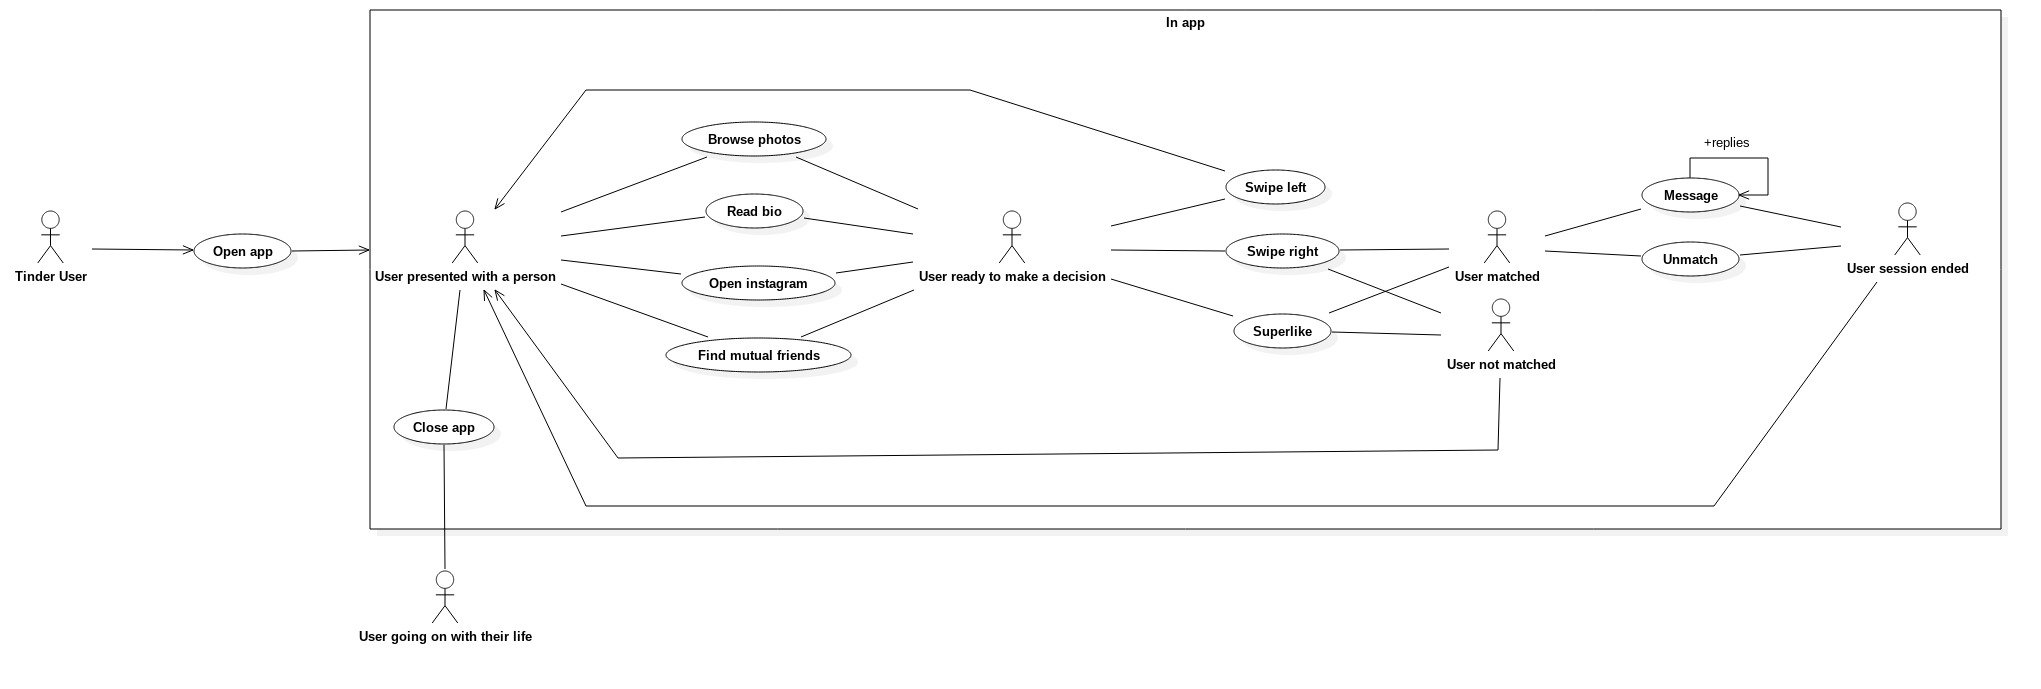 In app
Tinder User
Open app
User presented with a person
Browse photos
Read bio
Open instagram
Find mutual friends
User ready to make a decision
Swipe left
Swipe right
Superlike
User matched
User not matched
+replies
Message
Unmatch
User session ended
Close app
User going on with their life